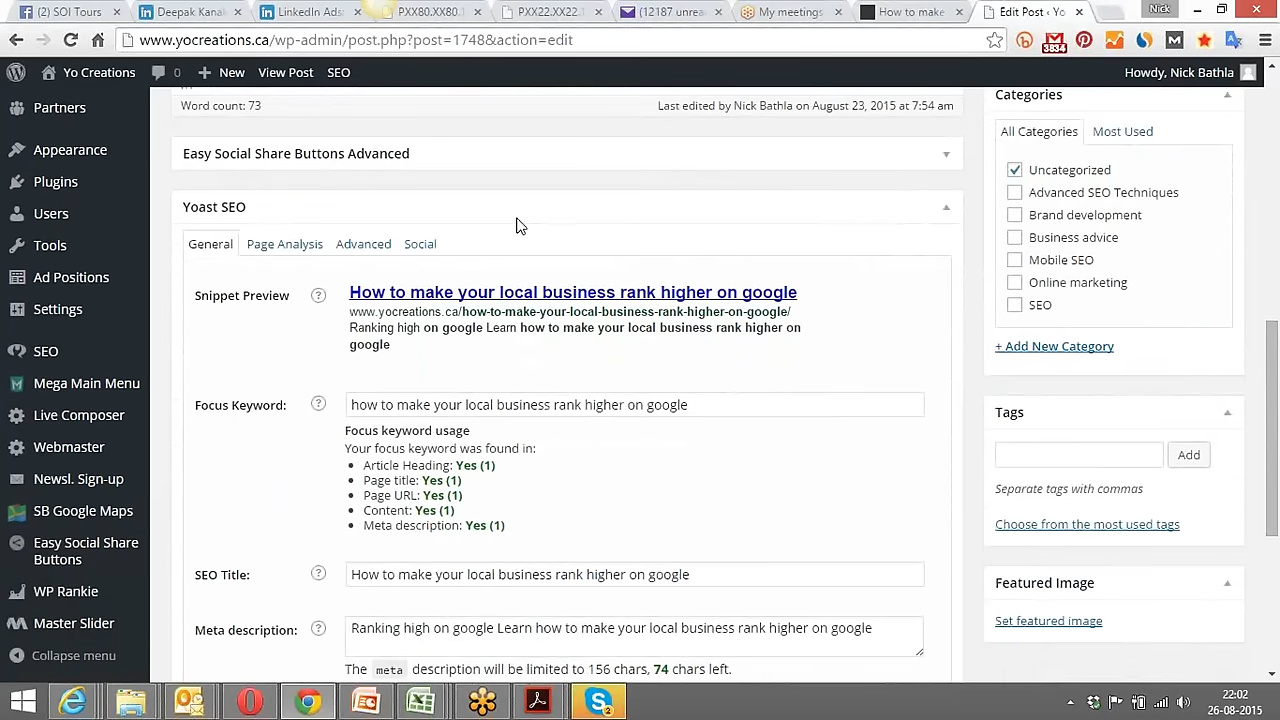 (2) SOI Tours
Deepak Kana
LinkedIn Ads
PXX80.XX80.1
PXX22.XX22.1
(12187 unrea
My meetings
How to make
Edit Post ‹ Yo
Nick
www.yocreations.ca/wp-admin/post.php?post=1748&action=edit
3834
Yo Creations
0
New
View Post
SEO
Howdy, Nick Bathla
Partners
Appearance
Plugins
Users
Tools
Ad Positions
Settings
SEO
Mega Main Menu
Live Composer
Webmaster
Newsl. Sign-up
SB Google Maps
Easy Social Share
Buttons
WP Rankie
Master Slider
Collapse menu
Word count: 73
Last edited by Nick Bathla on August 23, 2015 at 7:54 am
Easy Social Share Buttons Advanced
Yoast SEO
General Page Analysis Advanced Social
Snippet Preview
How to make your local business rank higher on google
www.yocreations.ca/how-to-make-your-local-business-rank-higher-on-google/
Ranking high on google Learn how to make your local business rank higher on
google
Focus Keyword:
how to make your local business rank higher on google
Focus keyword usage
Your focus keyword was found in:
Article Heading: Yes (1)
Page title: Yes (1)
Page URL: Yes (1)
Content: Yes (1)
Meta description: Yes (1)
SEO Title:
How to make your local business rank higher on google
Meta description:
Ranking high on google Learn how to make your local business rank higher on google
The meta description will be limited to 156 chars, 74 chars left.
Categories
All Categories Most Used
Uncategorized
Advanced SEO Techniques
Brand development
Business advice
Mobile SEO
Online marketing
SEO
+ Add New Category
Tags
Add
Separate tags with commas
Choose from the most used tags
Featured Image
Set featured image
22:02
26-08-2015